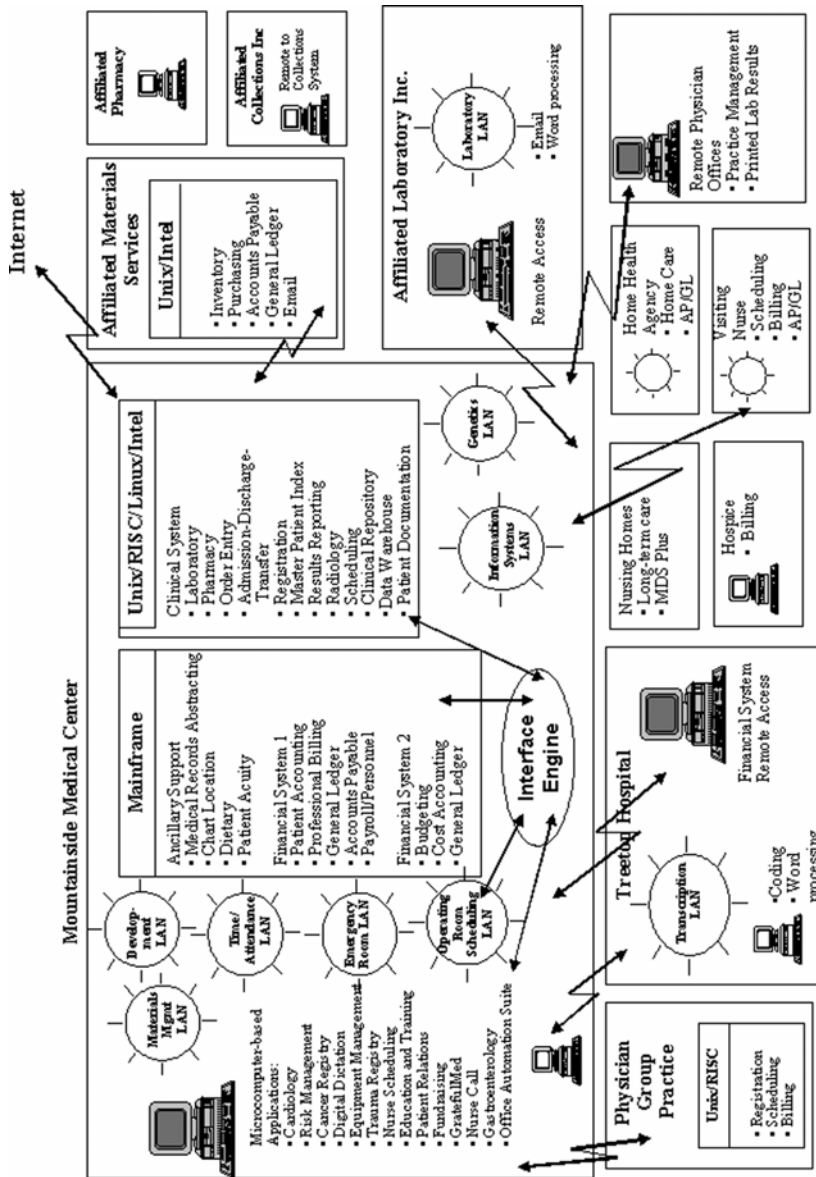 Mountainside Medical Center
Materials
Mgmt
LAN
Develop-
ment
LAN
Time/
Attendance
LAN
Emergency
Room LAN
Operating
Room
Scheduling
LAN
Microcomputer-based
Applications:
▪ Cardiology
▪ Risk Management
▪ Cancer Registry
▪ Digital Dictation
▪ Equipment Management
▪ Trauma Registry
▪ Nurse Scheduling
▪ Education and Training
▪ Patient Relations
▪ Fundraising
▪ GratefulMed
▪ Nurse Call
▪ Gastroenterology
▪ Office Automation Suite
Mainframe
Ancillary Support
▪ Medical Records Abstracting
▪ Chart Location
▪ Dietary
▪ Patient Acuity
Financial System 1
▪ Patient Accounting
▪ Professional Billing
▪ General Ledger
▪ Accounts Payable
▪ Payroll/Personnel
Financial System 2
▪ Budgeting
▪ Cost Accounting
▪ General Ledger
Interface
Engine
Unix/RISC/Linux/Intel
Clinical System
▪ Laboratory
▪ Pharmacy
▪ Order Entry
▪ Admission-Discharge-
Transfer
▪ Registration
▪ Master Patient Index
▪ Results Reporting
▪ Radiology
▪ Scheduling
▪ Clinical Repository
▪ Data Warehouse
▪ Patient Documentation
Information
Systems
LAN
Genetics
LAN
Internet
Affiliated Materials
Services
Unix/Intel
▪ Inventory
▪ Purchasing
▪ Accounts Payable
▪ General Ledger
▪ Email
Affiliated
Pharmacy
Affiliated
Collections Inc
Remote to
Collections
System
Affiliated Laboratory Inc.
Remote Access
Laboratory
LAN
▪ Email
▪ Word processing
Physician
Group
Practice
Unix/RISC
▪ Registration
▪ Scheduling
▪ Billing
Treetop Hospital
Transcription
LAN
▪ Coding
▪ Word
processing
Financial System
Remote Access
Nursing Homes
▪ Long-term care
▪ MDS Plus
Hospice
▪ Billing
Home Health
Agency
▪ Home Care
▪ AP/GL
Visiting
Nurse
▪ Scheduling
▪ Billing
▪ AP/GL
Remote Physician
Offices
▪ Practice Management
▪ Printed Lab Results